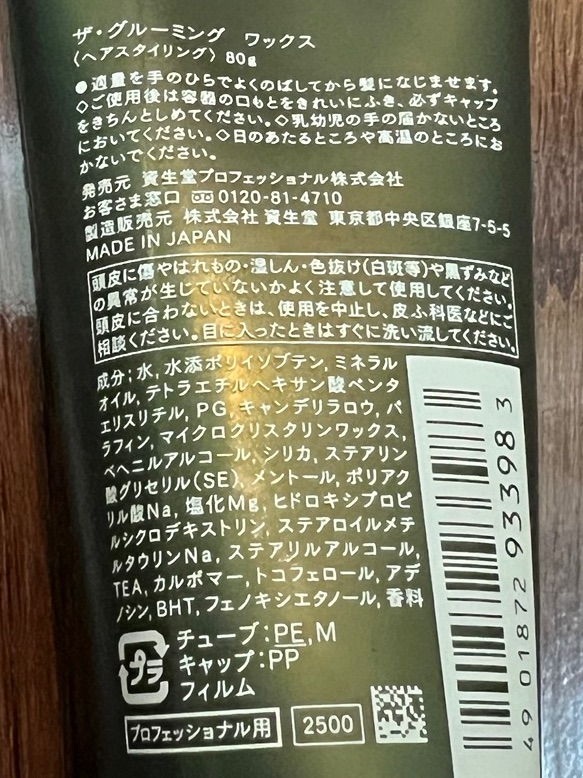 ザ・グルーミング ワックス
〈ヘアスタイリング〉80g
●適量を手のひらでよくのばしてから髪になじませます。
◇ご使用後は容器の口もとをきれいにふき、必ずキャップ
をきちんとしめてください。◇乳幼児の手の届かないところ
においてください。◇日のあたるところや高温のところにお
かないでください。
発売元 資生堂プロフェッショナル株式会社
お客さま窓口 0120-81-4710
製造販売元 株式会社 資生堂 東京都中央区銀座7-5-5
MADE IN JAPAN
頭皮に傷やはれもの・湿しん・色抜け(白斑等)や黒ずみなど
の異常が生じていないかよく注意して使用してください。
頭皮に合わないときは、使用を中止し、皮ふ科医などにご
相談ください。目に入ったときはすぐに洗い流してください。
成分;水,水添ポリイソブテン,ミネラル
オイル,テトラエチルヘキサン酸ペンタ
エリスリチル,PG,キャンデリラロウ,パ
ラフィン,マイクロクリスタリンワックス,
ベヘニルアルコール,シリカ,ステアリン
酸グリセリル(SE),メントール,ポリアク
リル酸Na,塩化Mg,ヒドロキシプロピ
ルシクロデキストリン,ステアロイルメチ
ルタウリンNa,ステアリルアルコール,
TEA,カルボマー,トコフェロール,アデ
ノシン,BHT,フェノキシエタノール,香料
プラ
チューブ:PE,M
キャップ:PP
フィルム
プロフェッショナル用
2500
4901872933983